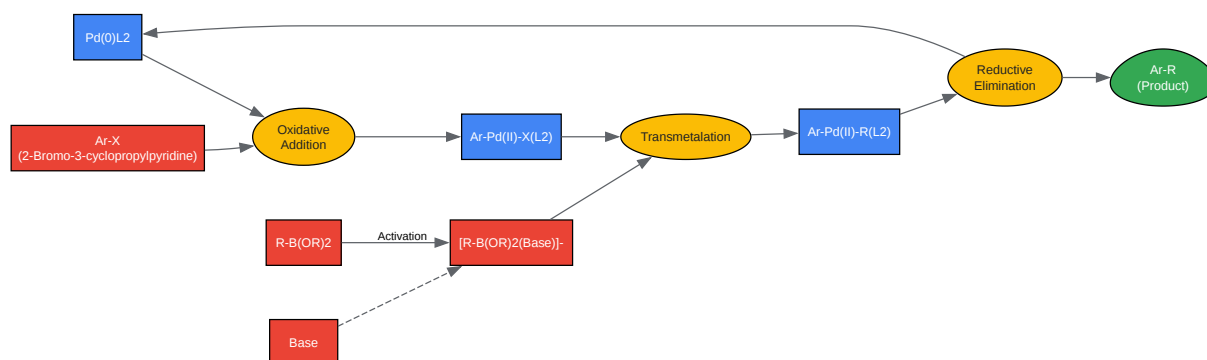 Pd(0)L2
Reductive
Elimination
Ar-R
(Product)
Ar-X
(2-Bromo-3-cyclopropylpyridine)
Oxidative
Addition
Ar-Pd(II)-X(L2)
Transmetalation
Ar-Pd(II)-R(L2)
R-B(OR)2
Activation
[R-B(OR)2(Base)]-
Base